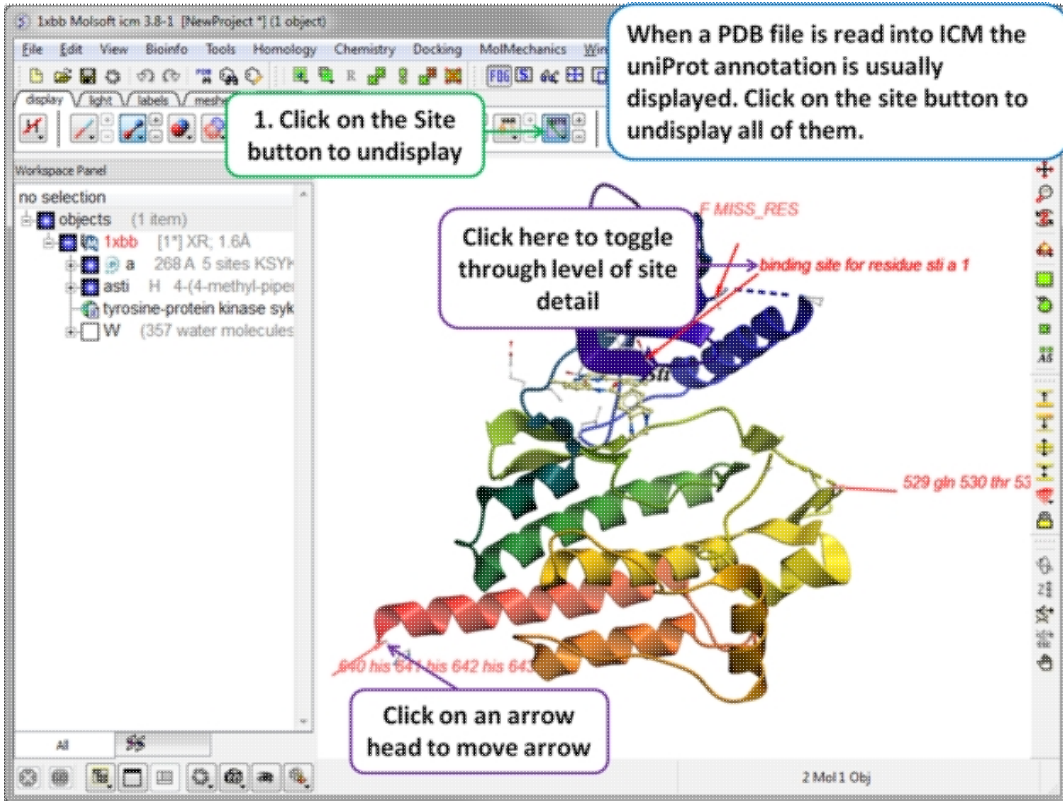 1xbb Molsoft icm 3.8-1 [NewProject *] (1 object)
File Edit View Bioinfo Tools Homology Chemistry Docking MolMechanics
When a PDB file is read into ICM the
uniProt annotation is usually
displayed. Click on the site button to
undisplay all of them.
display light labels
1. Click on the Site
button to undisplay
Workspace Panel
no selection
objects (1 item)
1xbb [1*] XR; 1.6Å
a 268 A 5 sites
asti H 4-(4-methyl-piper
tyrosine-protein kinase syk
W (357 water molecules
F MISS_RES
Click here to toggle
through level of site
detail
binding site for residue sti a 1
529 gln 530 thr 53
640 his 641 his 642 his 643
Click on an arrow
head to move arrow
All
2 Mol 1 Obj